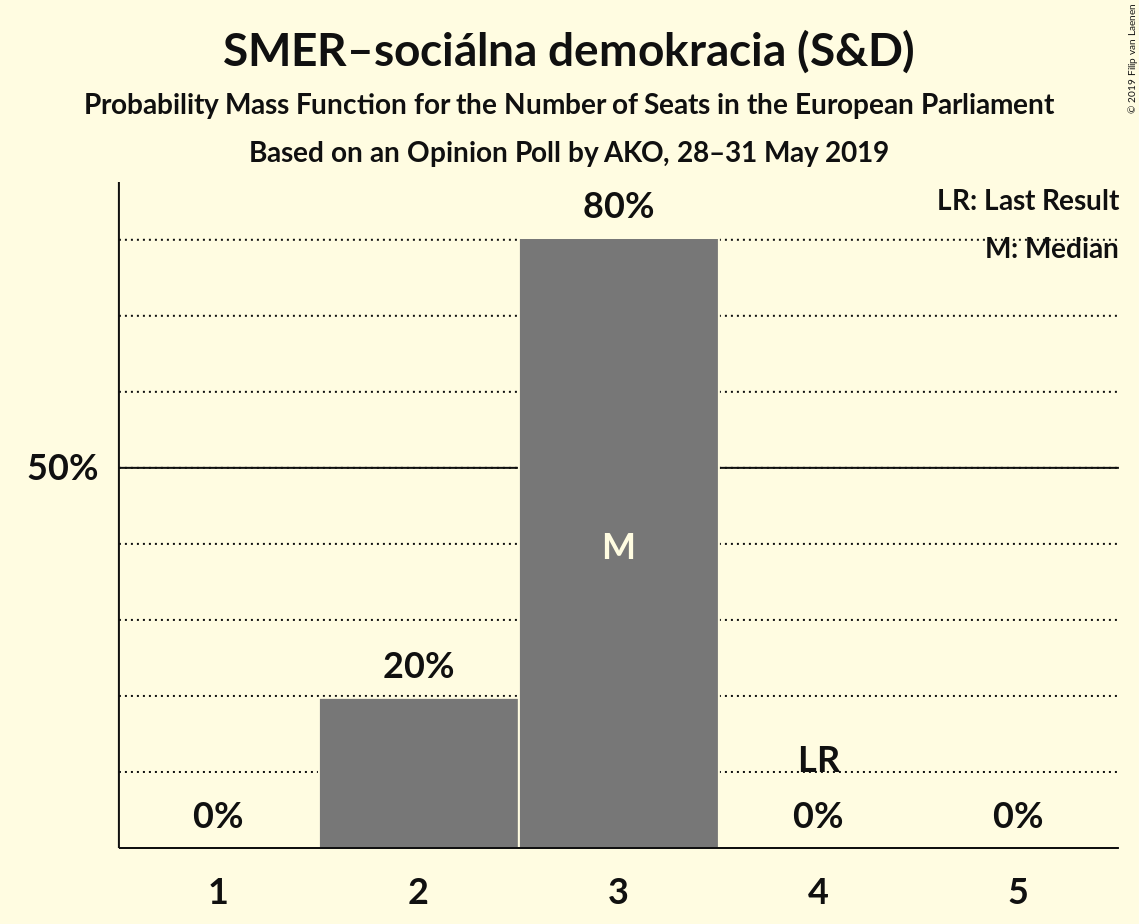 SMER–sociálna demokracia (S&D)
Probability Mass Function for the Number of Seats in the European Parliament
Based on an Opinion Poll by AKO, 28–31 May 2019
© 2019 Filip van Laenen
LR: Last Result
M: Median
80%
50%
M
20%
LR
0%
0%
0%
1
2
3
4
5